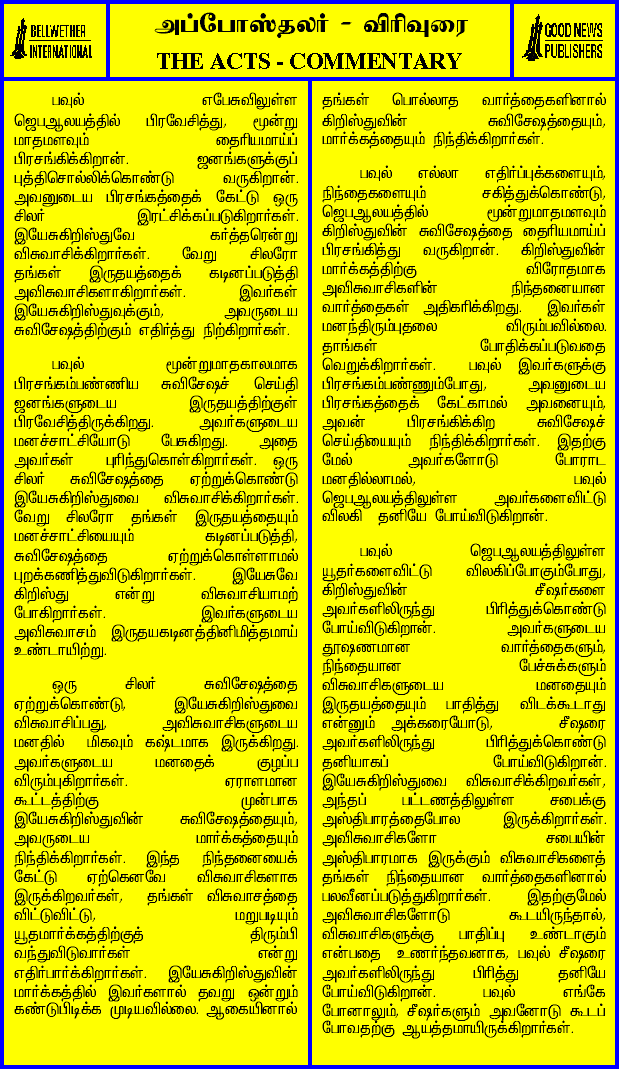 BELLWETHER
INTERNATIONAL
அப்போஸ்தலர் - விரிவுரை
THE ACTS - COMMENTARY
GOOD NEWS
PUBLISHERS
பவுல் எபேசுவிலுள்ள
ஜெபஆலயத்தில் பிரவேசித்து, மூன்று
மாதமளவும் தைரியமாய்ப்
பிரசங்கிக்கிறான். ஜனங்களுக்குப்
புத்திசொல்லிக்கொண்டு வருகிறான்.
அவனுடைய பிரசங்கத்தைக் கேட்டு ஒரு
சிலர் இரட்சிக்கப்படுகிறார்கள்.
இயேசுகிறிஸ்துவே கர்த்தரென்று
விசுவாசிக்கிறார்கள். வேறு சிலரோ
தங்கள் இருதயத்தைக் கடினப்படுத்தி
அவிசுவாசிகளாகிறார்கள். இவர்கள்
இயேசுகிறிஸ்துவுக்கும், அவருடைய
சுவிசேஷத்திற்கும் எதிர்த்து நிற்கிறார்கள்.
பவுல் மூன்றுமாதகாலமாக
பிரசங்கம்பண்ணிய சுவிசேஷச் செய்தி
ஜனங்களுடைய இருதயத்திற்குள்
பிரவேசித்திருக்கிறது. அவர்களுடைய
மனச்சாட்சியோடு பேசுகிறது. அதை
அவர்கள் புரிந்துகொள்கிறார்கள். ஒரு
சிலர் சுவிசேஷத்தை ஏற்றுக்கொண்டு
இயேசுகிறிஸ்துவை விசுவாசிக்கிறார்கள்.
வேறு சிலரோ தங்கள் இருதயத்தையும்
மனச்சாட்சியையும் கடினப்படுத்தி,
சுவிசேஷத்தை ஏற்றுக்கொள்ளாமல்
புறக்கணித்துவிடுகிறார்கள். இயேசுவே
கிறிஸ்து என்று விசுவாசியாமற்
போகிறார்கள். இவர்களுடைய
அவிசுவாசம் இருதயகடினத்தினிமித்தமாய்
உண்டாயிற்று.
ஒரு சிலர் சுவிசேஷத்தை
ஏற்றுக்கொண்டு, இயேசுகிறிஸ்துவை
விசுவாசிப்பது, அவிசுவாசிகளுடைய
மனதில் மிகவும் கஷ்டமாக இருக்கிறது.
அவர்களுடைய மனதைக் குழப்ப
விரும்புகிறார்கள். ஏராளமான
கூட்டத்திற்கு முன்பாக
இயேசுகிறிஸ்துவின் சுவிசேஷத்தையும்,
அவருடைய மார்க்கத்தையும்
நிந்திக்கிறார்கள். இந்த நிந்தனையைக்
கேட்டு ஏற்கெனவே விசுவாசிகளாக
இருக்கிறவர்கள், தங்கள் விசுவாசத்தை
விட்டுவிட்டு, மறுபடியும்
யூதமார்க்கத்திற்குத் திரும்பி
வந்துவிடுவார்கள் என்று
எதிர்பார்க்கிறார்கள். இயேசுகிறிஸ்துவின்
மார்க்கத்தில் இவர்களால் தவறு ஒன்றும்
கண்டுபிடிக்க முடியவில்லை. ஆகையினால்
தங்கள் பொல்லாத வார்த்தைகளினால்
கிறிஸ்துவின் சுவிசேஷத்தையும்,
மார்க்கத்தையும் நிந்திக்கிறார்கள்.
பவுல் எல்லா எதிர்ப்புக்களையும்,
நிந்தைகளையும் சகித்துக்கொண்டு,
ஜெபஆலயத்தில் மூன்றுமாதமளவும்
கிறிஸ்துவின் சுவிசேஷத்தை தைரியமாய்ப்
பிரசங்கித்து வருகிறான். கிறிஸ்துவின்
மார்க்கத்திற்கு விரோதமாக
அவிசுவாசிகளின் நிந்தனையான
வார்த்தைகள் அதிகரிக்கிறது. இவர்கள்
மனந்திரும்புதலை விரும்பவில்லை.
தாங்கள் போதிக்கப்படுவதை
வெறுக்கிறார்கள். பவுல் இவர்களுக்கு
பிரசங்கம்பண்ணும்போது, அவனுடைய
பிரசங்கத்தைக் கேட்காமல் அவனையும்,
அவன் பிரசங்கிக்கிற சுவிசேஷச்
செய்தியையும் நிந்திக்கிறார்கள். இதற்கு
மேல் அவர்களோடு போராட
மனதில்லாமல், பவுல்
ஜெபஆலயத்திலுள்ள அவர்களைவிட்டு
விலகி தனியே போய்விடுகிறான்.
பவுல் ஜெபஆலயத்திலுள்ள
யூதர்களைவிட்டு விலகிப்போகும்போது,
கிறிஸ்துவின் சீஷர்களை
அவர்களிலிருந்து பிரித்துக்கொண்டு
போய்விடுகிறான். அவர்களுடைய
தூஷணமான வார்த்தைகளும்,
நிந்தையான பேச்சுக்களும்
விசுவாசிகளுடைய மனதையும்
இருதயத்தையும் பாதித்து விடக்கூடாது
என்னும் அக்கரையோடு, சீஷரை
அவர்களிலிருந்து பிரித்துக்கொண்டு
தனியாகப் போய்விடுகிறான்.
இயேசுகிறிஸ்துவை விசுவாசிக்கிறவர்கள்,
அந்தப் பட்டணத்திலுள்ள சபைக்கு
அஸ்திபாரத்தைபோல இருக்கிறார்கள்.
அவிசுவாசிகளோ சபையின்
அஸ்திபாரமாக இருக்கும் விசுவாசிகளைத்
தங்கள் நிந்தையான வார்த்தைகளினால்
பலவீனப்படுத்துகிறார்கள். இதற்குமேல்
அவிசுவாசிகளோடு கூடயிருந்தால்,
விசுவாசிகளுக்கு பாதிப்பு உண்டாகும்
என்பதை உணர்ந்தவனாக, பவுல் சீஷரை
அவர்களிலிருந்து பிரித்து தனியே
போய்விடுகிறான். பவுல் எங்கே
போனாலும், சீஷர்களும் அவனோடு கூடப்
போவதற்கு ஆயத்தமாயிருக்கிறார்கள்.